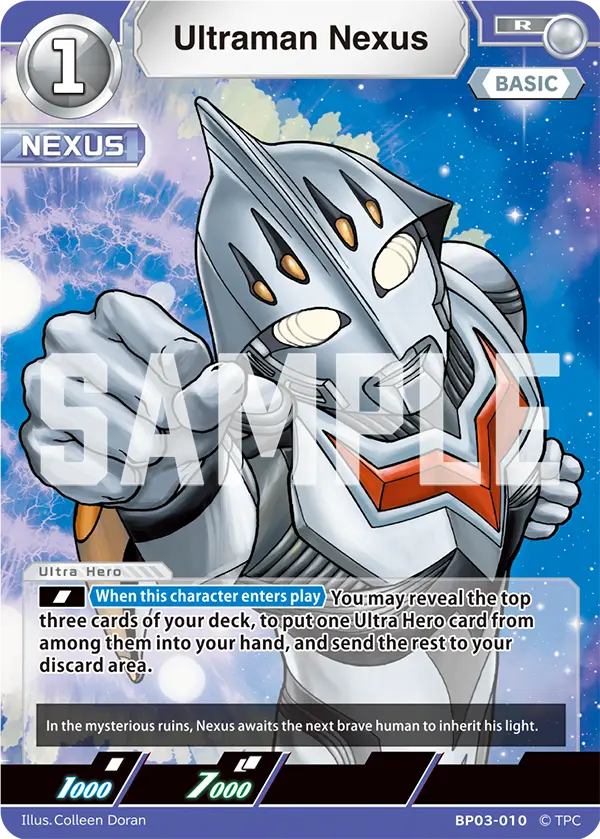 1
Ultraman Nexus
R
BASIC
NEXUS
SAMPLE
Ultra Hero
When this character enters play You may reveal the top
three cards of your deck, to put one Ultra Hero card from
among them into your hand, and send the rest to your
discard area.
In the mysterious ruins, Nexus awaits the next brave human to inherit his light.
1000
7000
Illus.Colleen Doran
BP03-010 © TPC